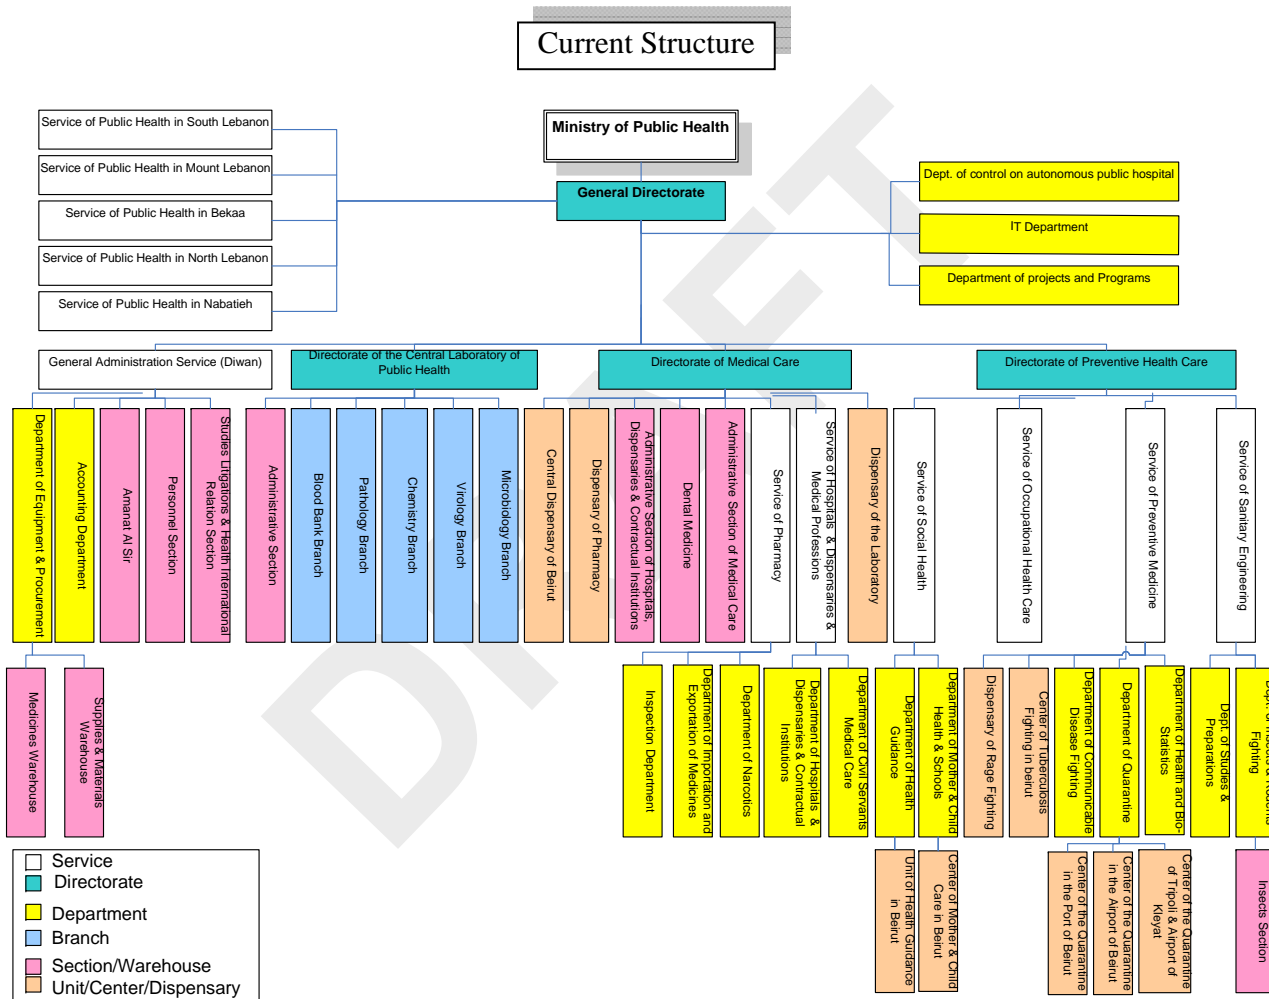 Current Structure
Service of Public Health in South Lebanon
Service of Public Health in Mount Lebanon
Service of Public Health in Bekaa
Service of Public Health in North Lebanon
Service of Public Health in Nabatieh
Ministry of Public Health
General Directorate
Dept. of control on autonomous public hospital
IT Department
Department of projects and Programs
General Administration Service (Diwan)
Directorate of the Central Laboratory of
Public Health
Directorate of Medical Care
Directorate of Preventive Health Care
Department of Equipment & Procurement
Accounting Department
Amanat Al Sir
Personnel Section
Studies Litigations & Health International
Relation Section
Administrative Section
Blood Bank Branch
Pathology Branch
Chemistry Branch
Virology Branch
Microbiology Branch
Central Dispensary of Beirut
Dispensary of Pharmacy
Administrative Section of Hospitals,
Dispensaries & Contractual Institutions
Dental Medicine
Administrative Section of Medical Care
Service of Pharmacy
Service of Hospitals & Dispensaries &
Medical Professions
Dispensary of the Laboratory
Service of Social Health
Service of Occupational Health Care
Service of Preventive Medicine
Service of Sanitary Engineering
Medicines Warehouse
Supplies & Materials
Warehouse
Inspection Department
Department of Importation and
Exportation of Medicines
Department of Narcotics
Department of Hospitals &
Dispensaries & Contractual
Institutions
Department of Civil Servants
Medical Care
Department of Health
Guidance
Department of Mother & Child
Health & Schools
Dispensary of Rage Fighting
Center of Tuberculosis
Fighting in beirut
Department of Communicable
Disease Fighting
Department of Quarantine
Department of Health and Bio-
Statistics
Dept. of Studies &
Preparations
Dept. of Insects & Rodents
Fighting
Unit of Health Guidance
in Beirut
Center of Mother & Child
Care in Beirut
Center of the Quarantine
in the Port of Beirut
Center of the Quarantine
in the Airport of Beirut
Center of the Quarantine
of Tripoli & Airport of
Kleyat
Insects Section
Service
Directorate
Department
Branch
Section/Warehouse
Unit/Center/Dispensary
DRAFT